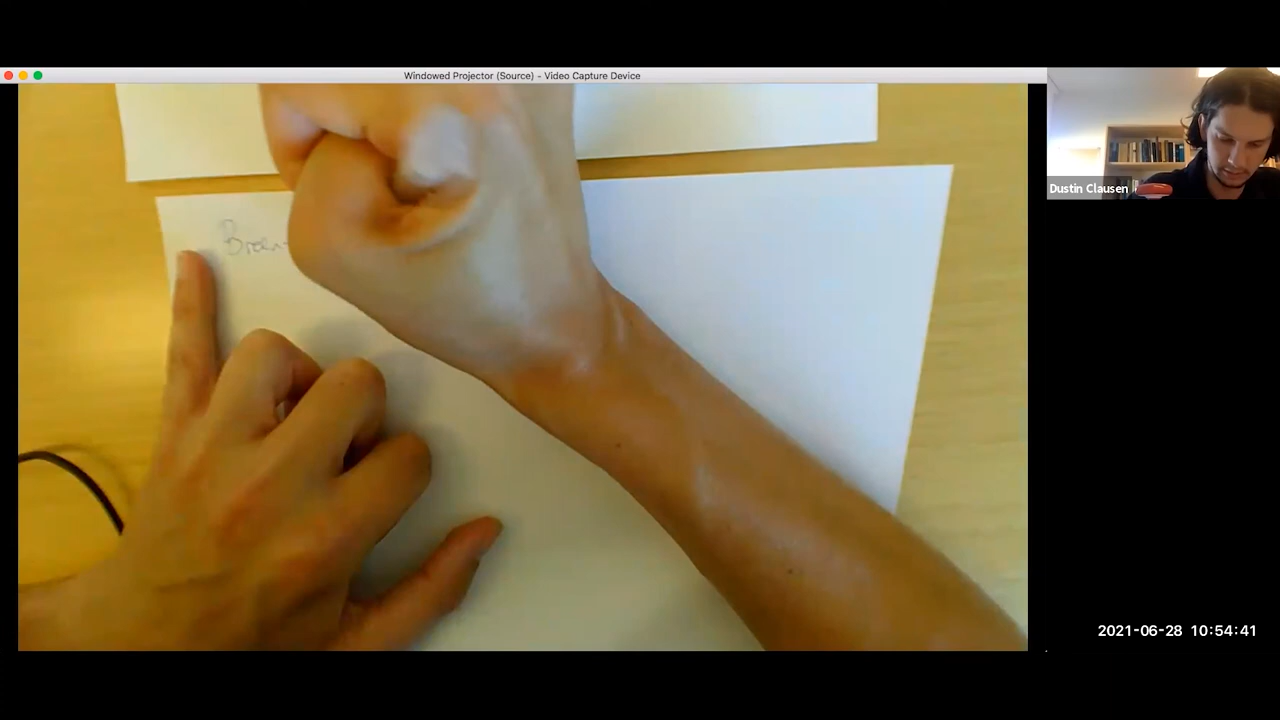 Windowed Projector (Source) - Video Capture Device
Dustin Clausen
2021-06-28 10:54:41